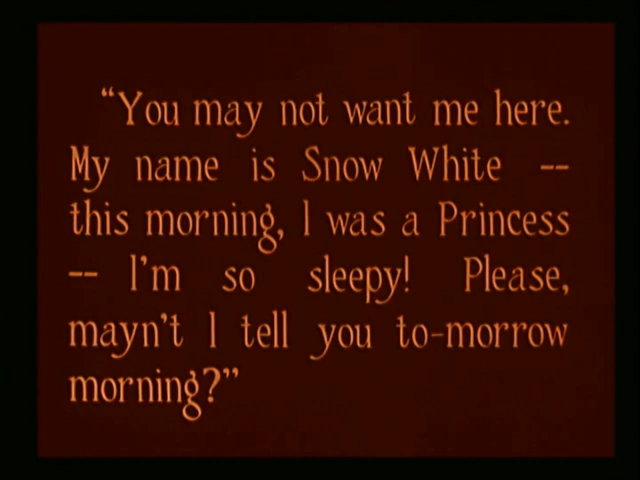 “You may not want me here.
My name is Snow White --
this morning, I was a Princess
-- I'm so sleepy! Please,
mayn't I tell you to-morrow
morning?”